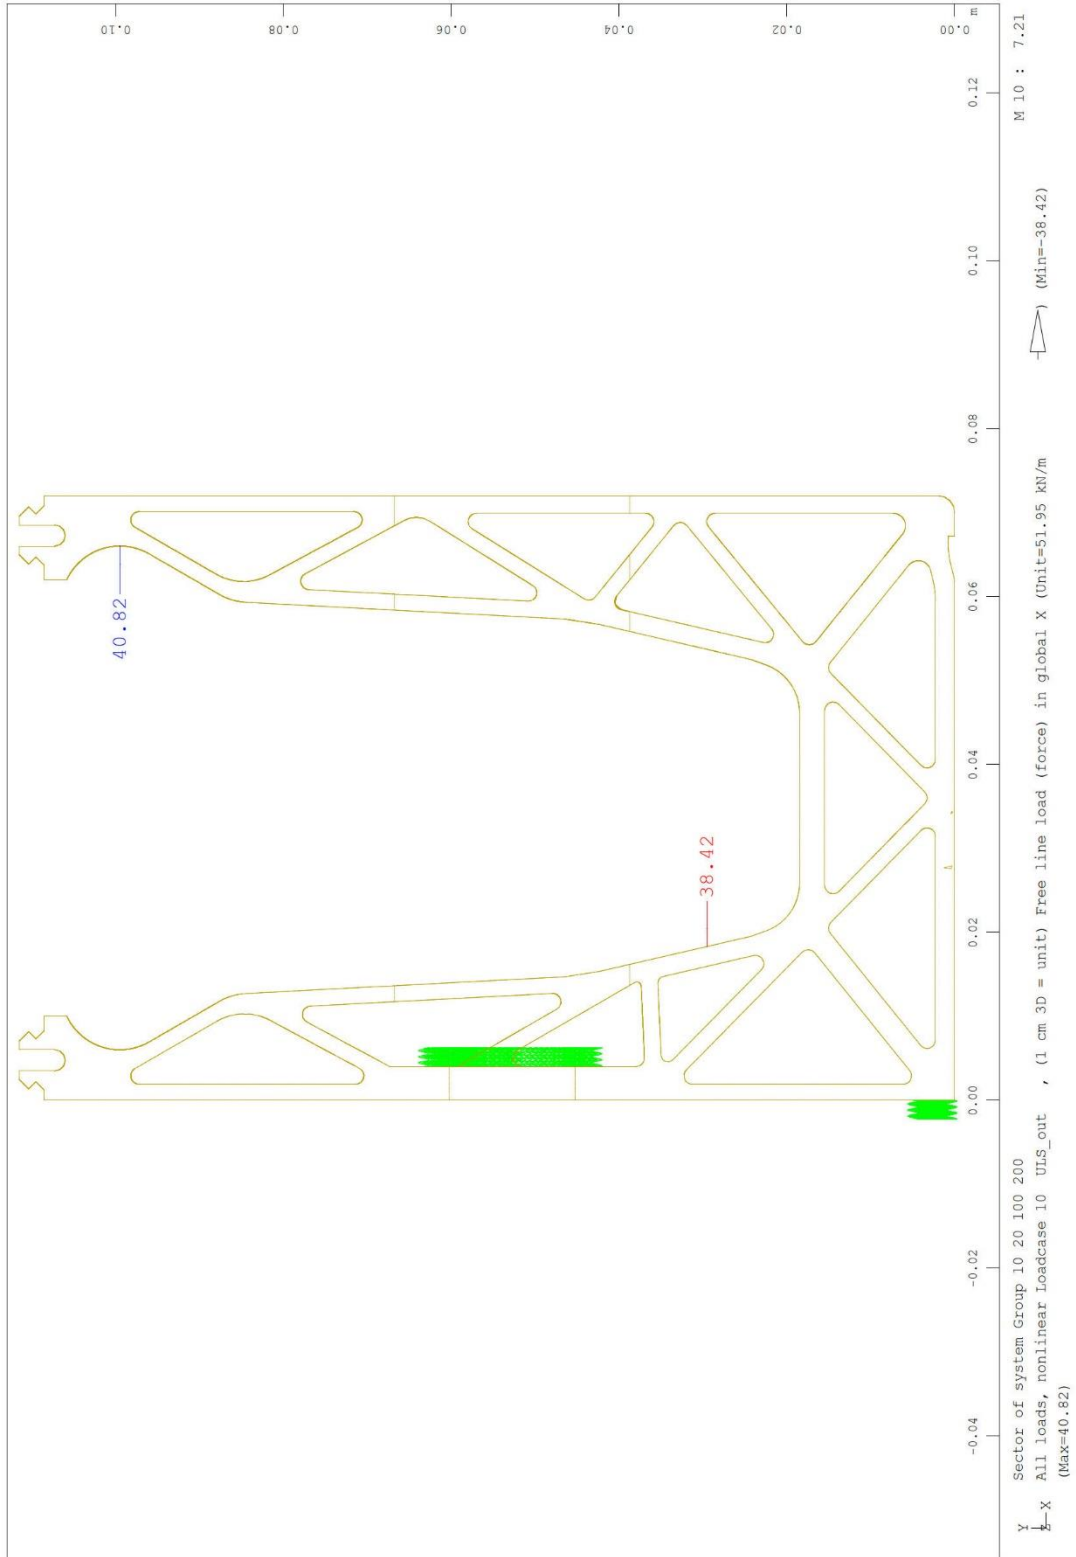 0.10
0.08
0.06
0.04
0.02
0.00
m
40.82
38.42
-0.04
-0.02
0.00
0.02
0.04
0.06
0.08
0.10
0.12
Y
X
Z
Sector of system Group 10 20 100 200
M 10 : 7.21
All loads, nonlinear Loadcase 10 ULS_out , (1 cm 3D = unit) Free line load (force) in global X (Unit=51.95 kN/m ) (Min=-38.42)
(Max=40.82)